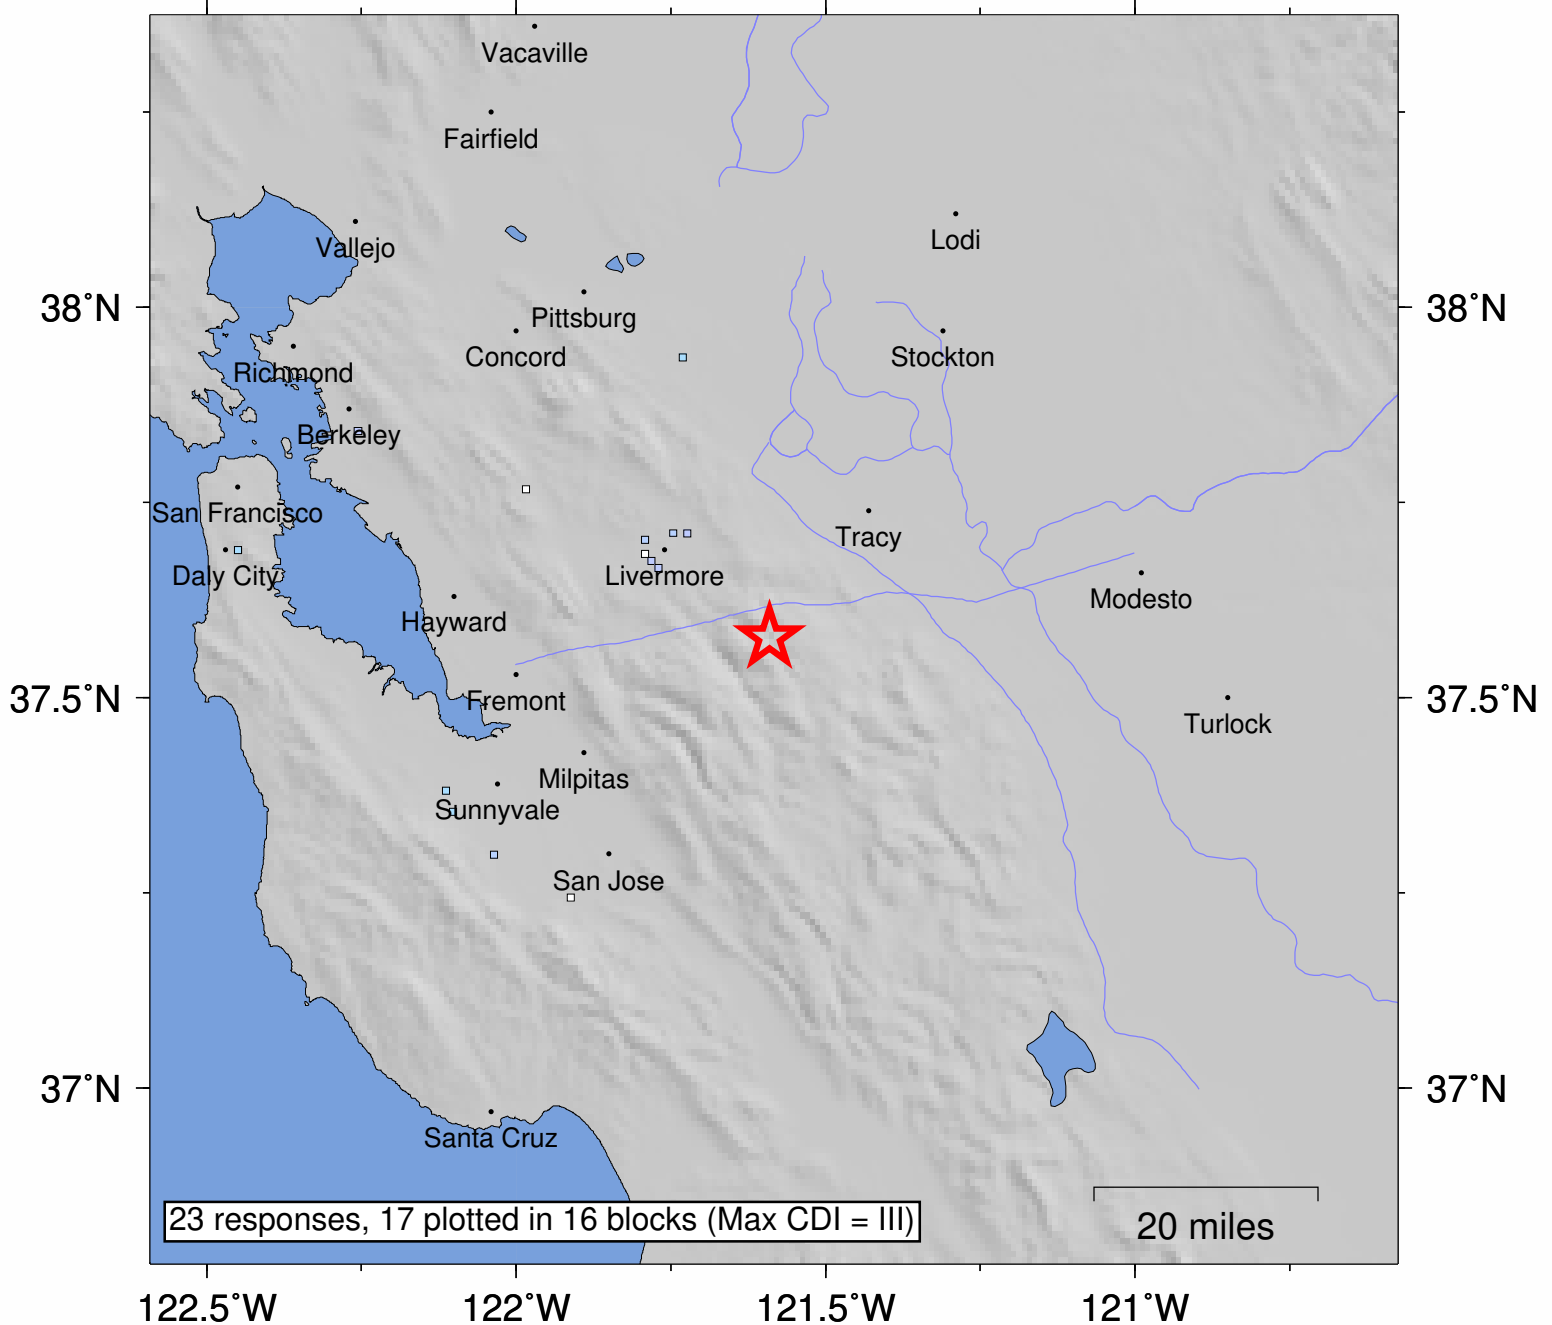 Vacaville
Fairfield
Vallejo
Lodi
38˚N
38˚N
Pittsburg
Concord
Stockton
Richmond
Berkeley
San Francisco
Tracy
Daly City
Livermore
Modesto
Hayward
37.5˚N
37.5˚N
Fremont
Turlock
Milpitas
Sunnyvale
San Jose
37˚N
37˚N
Santa Cruz
23 responses, 17 plotted in 16 blocks (Max CDI = III)
20 miles
122.5˚W
122˚W
121.5˚W
121˚W